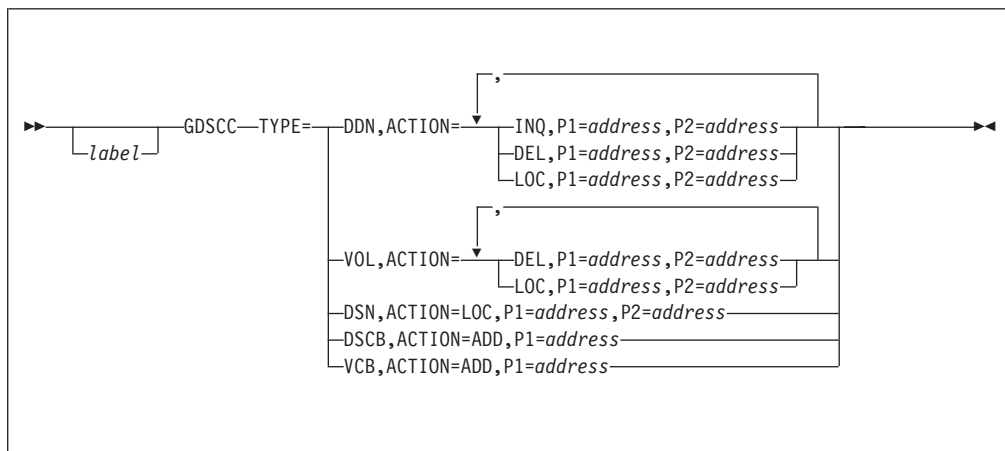 ,
GDSCC TYPE= DDN,ACTION= INQ,P1=address,P2=address
label DEL,P1=address,P2=address
LOC,P1=address,P2=address
,
VOL,ACTION= DEL,P1=address,P2=address
LOC,P1=address,P2=address
DSN,ACTION=LOC,P1=address,P2=address
DSCB,ACTION=ADD,P1=address
VCB,ACTION=ADD,P1=address